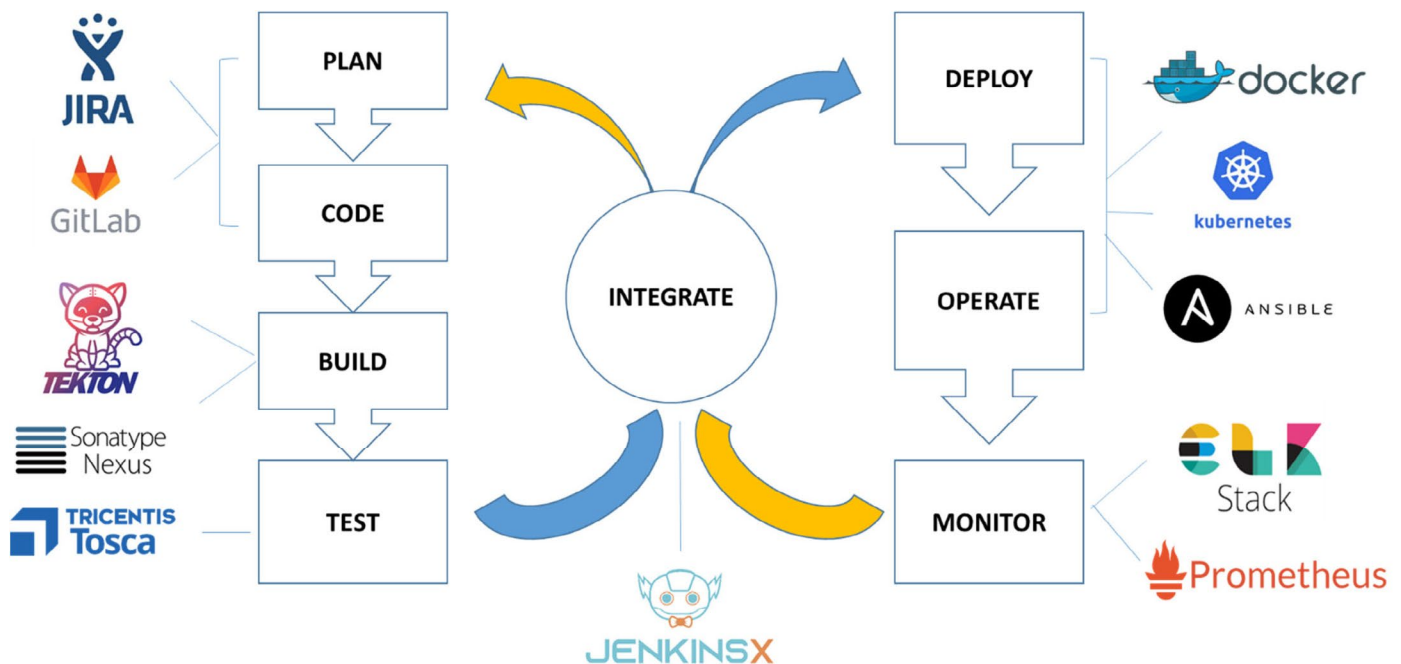 JIRA
GitLab
TEKTON
Sonatype
Nexus
TRICENTIS
Tosca
PLAN
CODE
BUILD
TEST
INTEGRATE
JENKINSX
DEPLOY
OPERATE
MONITOR
docker
kubernetes
ANSIBLE
ELK
Stack
Prometheus